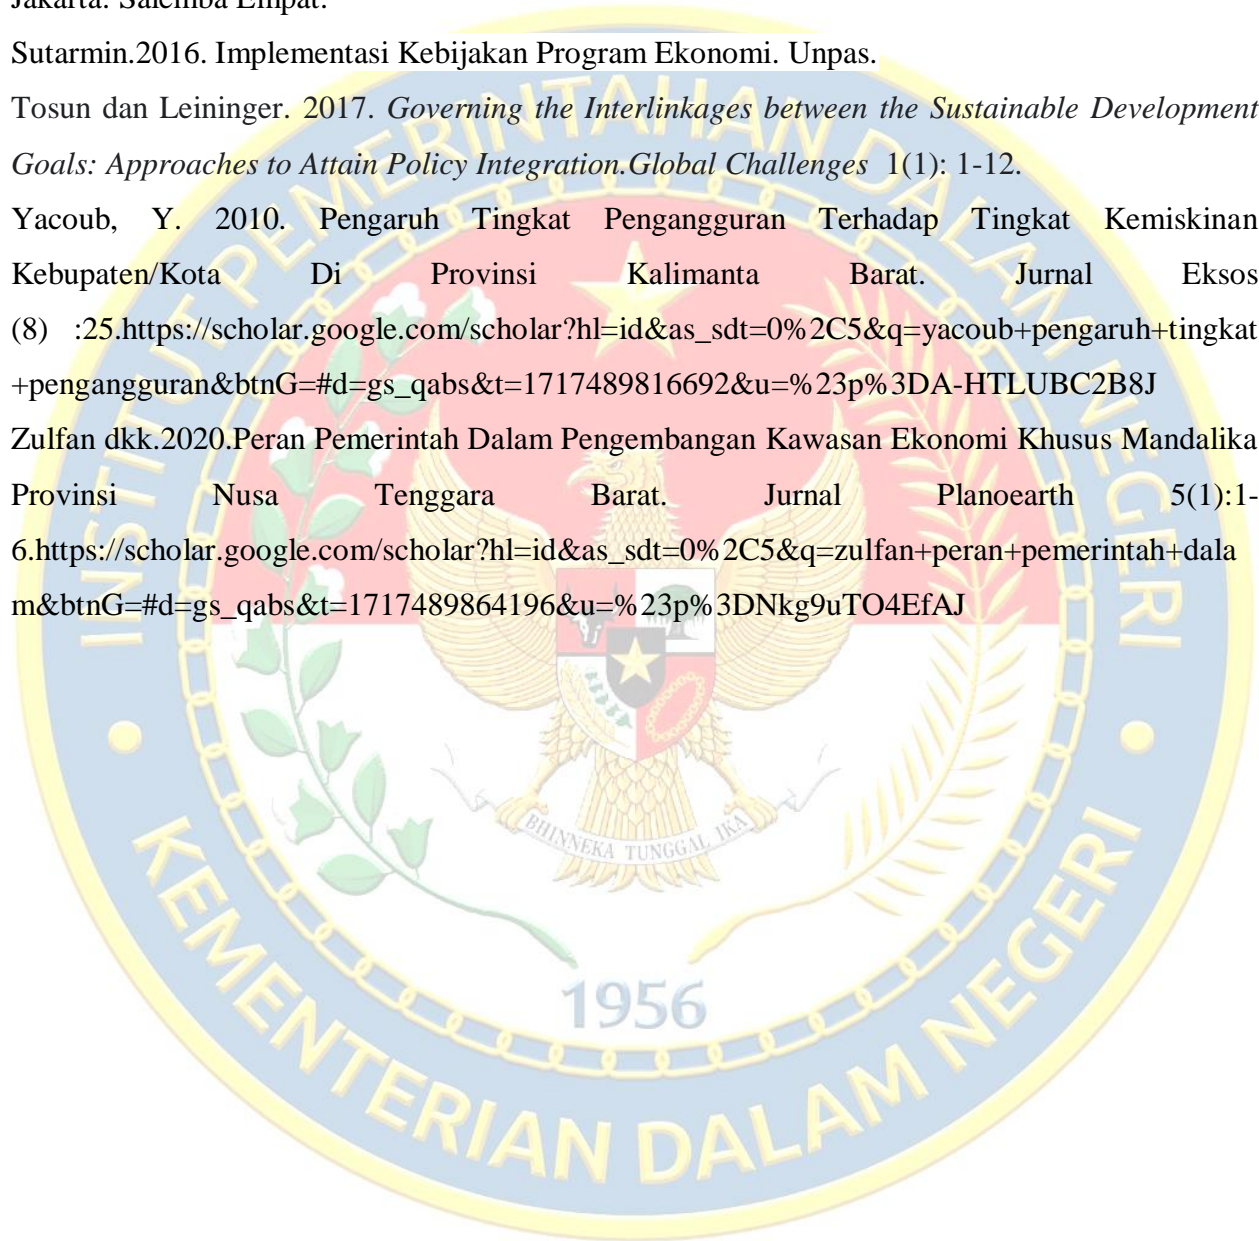 Jakarta: Salemba Empat.
Sutarmin.2016. Implementasi Kebijakan Program Ekonomi. Unpas.
Tosun dan Leininger. 2017. Governing the Interlinkages between the Sustainable Development
Goals: Approaches to Attain Policy Integration.Global Challenges 1(1): 1-12.
Yacoub, Y. 2010. Pengaruh Tingkat Pengangguran Terhadap Tingkat Kemiskinan
Kebupaten/Kota Di Provinsi Kalimanta Barat. Jurnal Eksos
(8) :25.https://scholar.google.com/scholar?hl=id&as_sdt=0%2C5&q=yacoub+pengaruh+tingkat
+pengangguran&btnG=#d=gs_qabs&t=1717489816692&u=%23p%3DA-HTLUBC2B8J
Zulfan dkk.2020.Peran Pemerintah Dalam Pengembangan Kawasan Ekonomi Khusus Mandalika
Provinsi Nusa Tenggara Barat. Jurnal Planoearth 5(1):1-
6.https://scholar.google.com/scholar?hl=id&as_sdt=0%2C5&q=zulfan+peran+pemerintah+dala
m&btnG=#d=gs_qabs&t=1717489864196&u=%23p%3DNkg9uTO4EfAJ
INSTITUT PEMERINTAHAN DALAM NEGERI
BHINNEKA TUNGGAL IKA
1956
KEMENTERIAN DALAM NEGERI